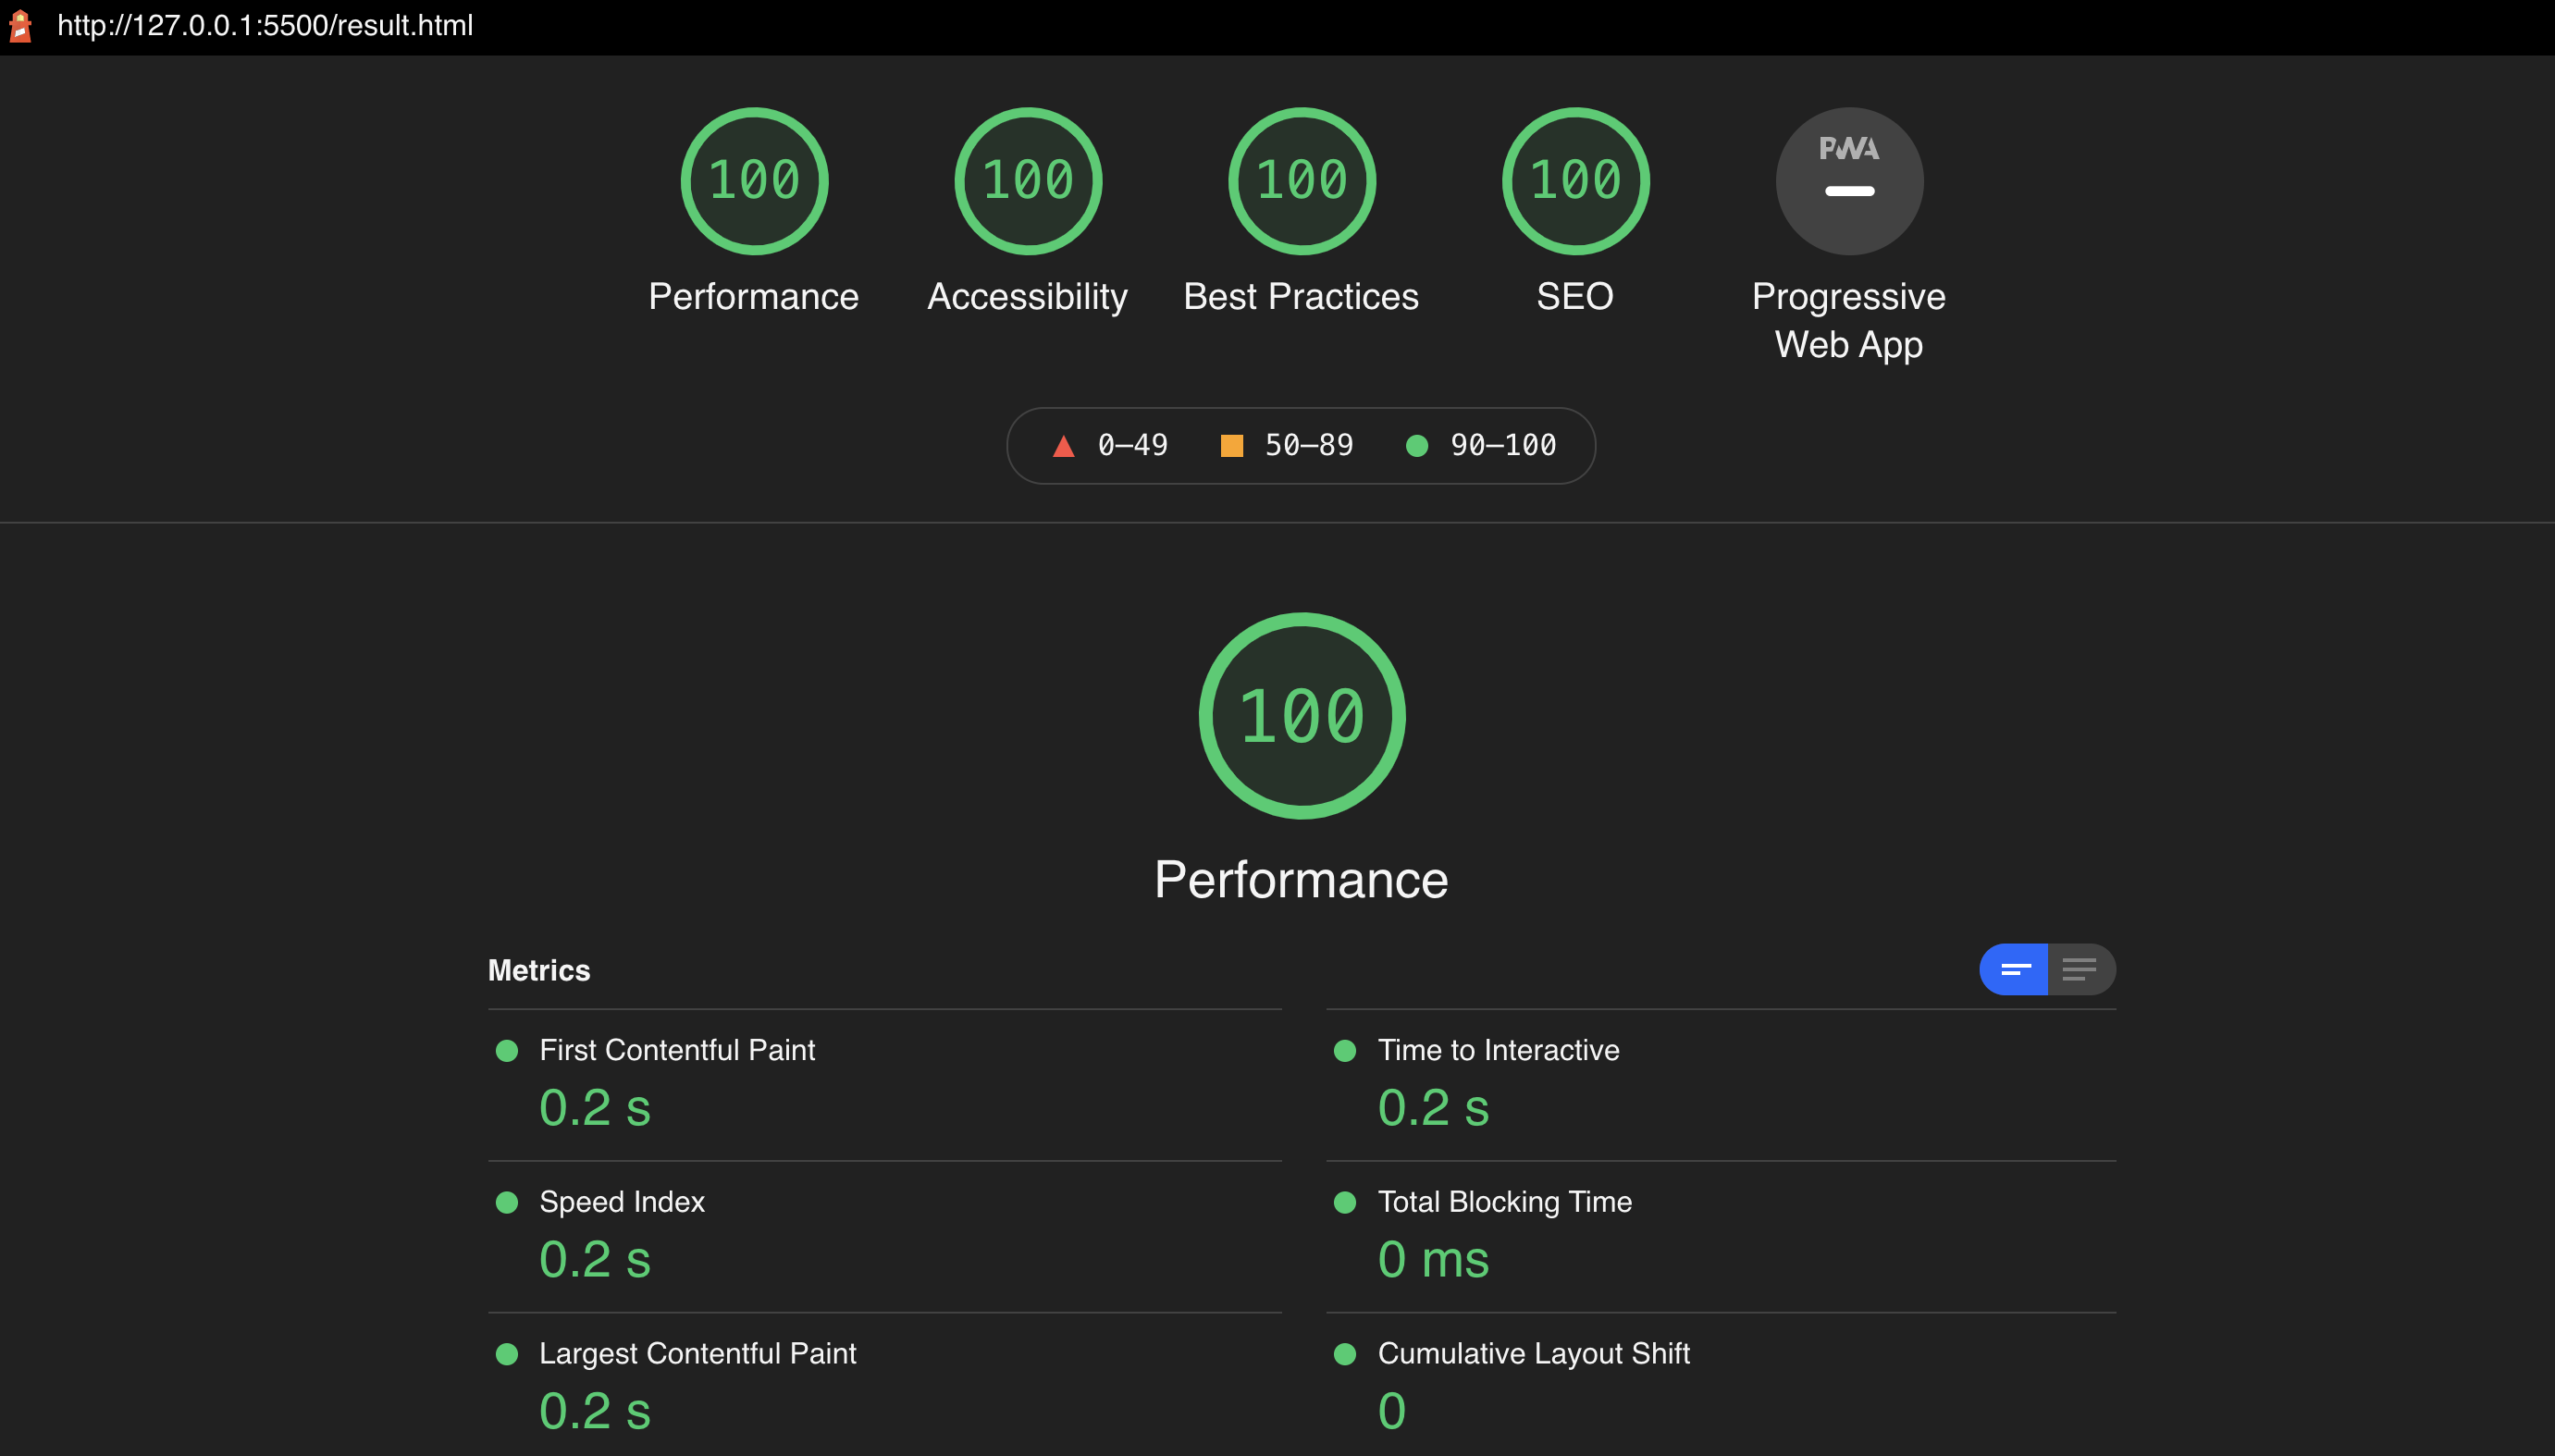 http://127.0.0.1:5500/result.html
100 100 100 100 PWA
Performance Accessibility Best Practices SEO Progressive
Web App
0–49 50–89 90–100
100
Performance
Metrics
First Contentful Paint Time to Interactive
0.2 s 0.2 s
Speed Index Total Blocking Time
0.2 s 0 ms
Largest Contentful Paint Cumulative Layout Shift
0.2 s 0